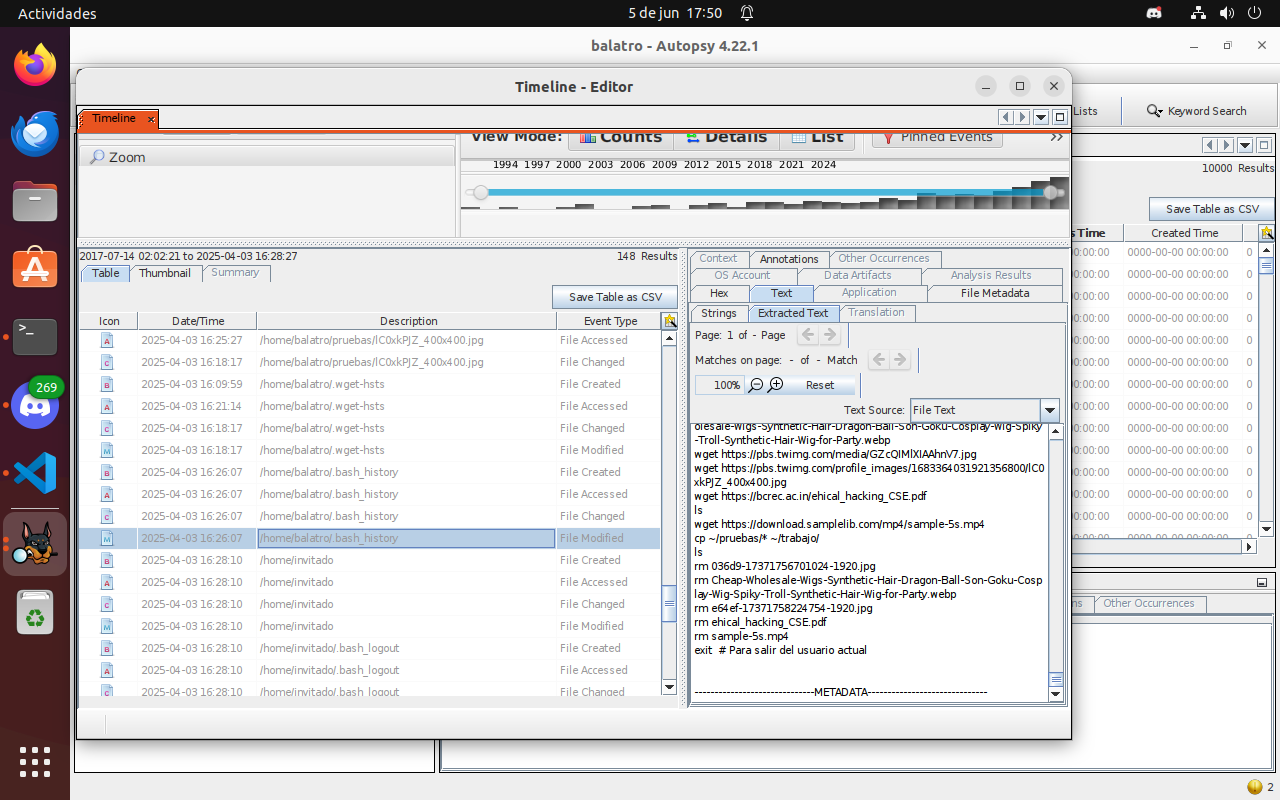 Actividades
5 de jun 17:50
balatro - Autopsy 4.22.1
Timeline - Editor
Timeline
Lists
Keyword Search
View Mode:
Counts
Details
List
Pinned Events
Zoom
1994 1997 2000 2003 2006 2009 2012 2015 2018 2021 2024
10000 Results
Save Table as CSV
s Time
Created Time
00:00:00 0000-00-00 00:00:00 0
00:00:00 0000-00-00 00:00:00 0
00:00:00 0000-00-00 00:00:00 0
00:00:00 0000-00-00 00:00:00 0
00:00:00 0000-00-00 00:00:00 0
00:00:00 0000-00-00 00:00:00 0
00:00:00 0000-00-00 00:00:00 0
00:00:00 0000-00-00 00:00:00 0
00:00:00 0000-00-00 00:00:00 0
00:00:00 0000-00-00 00:00:00 0
00:00:00 0000-00-00 00:00:00 0
00:00:00 0000-00-00 00:00:00 0
00:00:00 0000-00-00 00:00:00 0
269
2017-07-14 02:02:21 to 2025-04-03 16:28:27
148 Results
Table
Thumbnail
Summary
Save Table as CSV
Icon Date/Time Description Event Type
A 2025-04-03 16:25:27 /home/balatro/pruebas/lC0xkPJZ_400x400.jpg File Accessed
C 2025-04-03 16:18:17 /home/balatro/pruebas/lC0xkPJZ_400x400.jpg File Changed
B 2025-04-03 16:09:59 /home/balatro/.wget-hsts File Created
A 2025-04-03 16:21:14 /home/balatro/.wget-hsts File Accessed
C 2025-04-03 16:18:17 /home/balatro/.wget-hsts File Changed
M 2025-04-03 16:18:17 /home/balatro/.wget-hsts File Modified
B 2025-04-03 16:26:07 /home/balatro/.bash_history File Created
A 2025-04-03 16:26:07 /home/balatro/.bash_history File Accessed
C 2025-04-03 16:26:07 /home/balatro/.bash_history File Changed
M 2025-04-03 16:26:07 /home/balatro/.bash_history File Modified
B 2025-04-03 16:28:10 /home/invitado File Created
A 2025-04-03 16:28:10 /home/invitado File Accessed
C 2025-04-03 16:28:10 /home/invitado File Changed
M 2025-04-03 16:28:10 /home/invitado File Modified
B 2025-04-03 16:28:10 /home/invitado/.bash_logout File Created
A 2025-04-03 16:28:10 /home/invitado/.bash_logout File Accessed
C 2025-04-03 16:28:10 /home/invitado/.bash_logout File Changed
Context
Annotations
Other Occurrences
OS Account
Data Artifacts
Analysis Results
Hex
Text
Application
File Metadata
Strings
Extracted Text
Translation
Page: 1 of - Page
Matches on page: - of - Match
100%
Reset
Text Source: File Text
olesale-Wigs-Synthetic-Hair-Dragon-Ball-Son-Goku-Cosplay-Wig-Spiky
-Troll-Synthetic-Hair-Wig-for-Party.webp
wget https://pbs.twimg.com/media/GZcQIMlXIAAhnV7.jpg
wget https://pbs.twimg.com/profile_images/1683364031921356800/lC0
xkPJZ_400x400.jpg
wget https://bcrec.ac.in/ehical_hacking_CSE.pdf
ls
wget https://download.samplelib.com/mp4/sample-5s.mp4
cp ~/pruebas/* ~/trabajo/
ls
rm 036d9-17371756701024-1920.jpg
rm Cheap-Wholesale-Wigs-Synthetic-Hair-Dragon-Ball-Son-Goku-Cosp
lay-Wig-Spiky-Troll-Synthetic-Hair-Wig-for-Party.webp
rm e64ef-17371758224754-1920.jpg
rm ehical_hacking_CSE.pdf
rm sample-5s.mp4
exit # Para salir del usuario actual
------------------------------METADATA------------------------------
ns
Other Occurrences
2